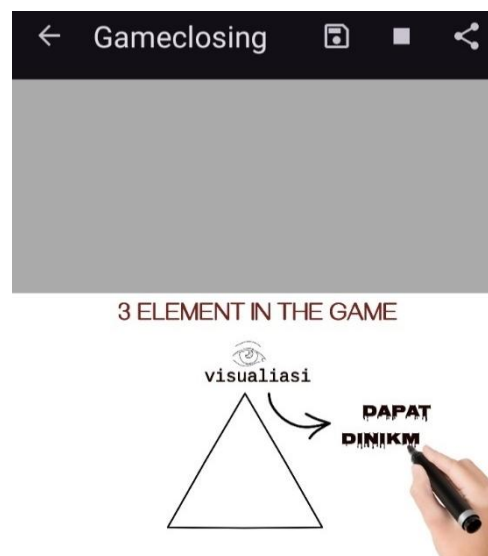 Gameclosing
3 ELEMENT IN THE GAME
visualiasi
DAPAT
DINIKM